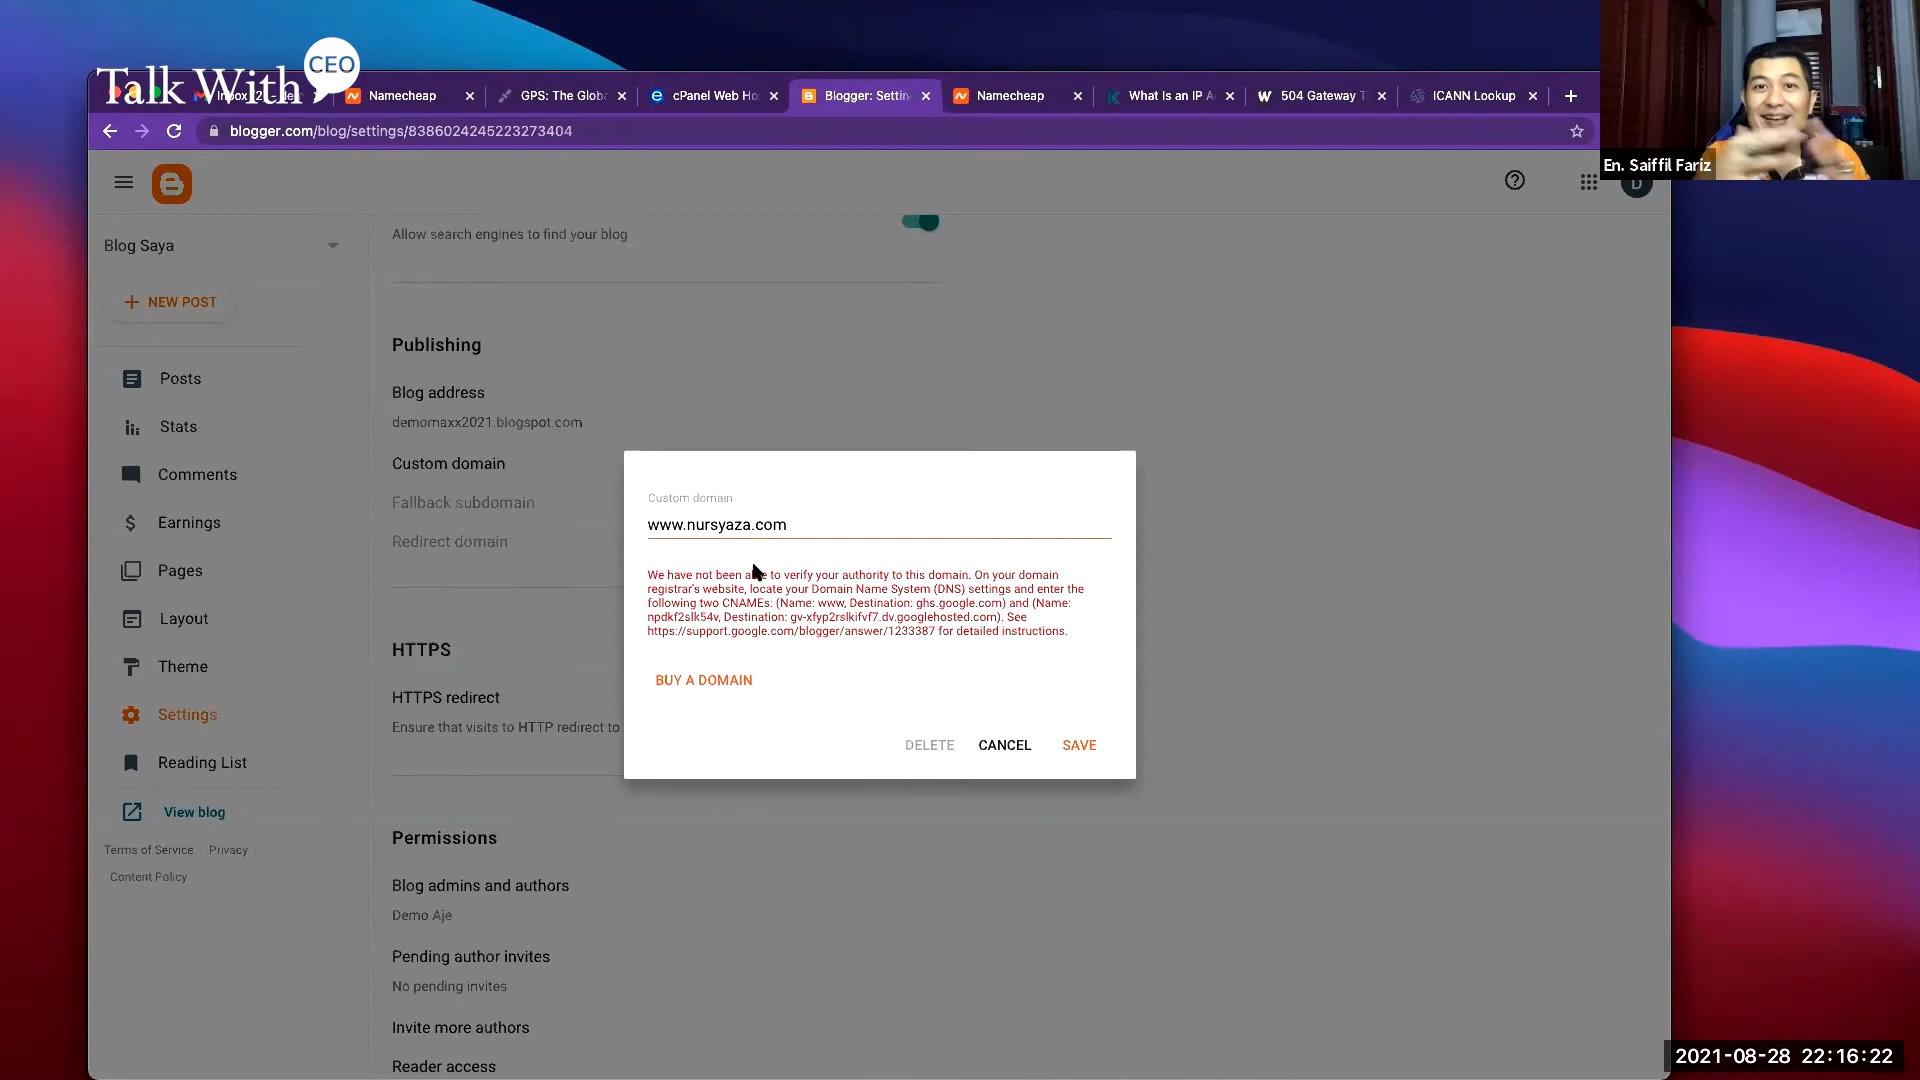 Talk With CEO
Namecheap
GPS: The Globa
cPanel Web Ho
Blogger: Settin
Namecheap
What Is an IP A
504 Gateway T
ICANN Lookup
blogger.com/blog/settings/8386024245223273404
En. Saiffil Fariz
D
Blog Saya
Allow search engines to find your blog
NEW POST
Publishing
Posts
Blog address
Stats
demomaxx2021.blogspot.com
Custom domain
Comments
Fallback subdomain
Earnings
Redirect domain
Pages
Layout
HTTPS
Theme
HTTPS redirect
Settings
Ensure that visits to HTTP redirect to
Reading List
View blog
Terms of Service · Privacy ·
Content Policy
Custom domain
www.nursyaza.com
We have not been to verify your authority to this domain. On your domain
registrar's website, locate your Domain Name System (DNS) settings and enter the
following two CNAMEs: (Name: www, Destination: ghs.google.com) and (Name:
npdkf2slk54v, Destination: gv-xfyp2rslkifvf7.dv.googlehosted.com). See
https://support.google.com/blogger/answer/1233387 for detailed instructions.
BUY A DOMAIN
DELETE CANCEL SAVE
Permissions
Blog admins and authors
Demo Aje
Pending author invites
No pending invites
Invite more authors
Reader access
2021-08-28 22:16:22